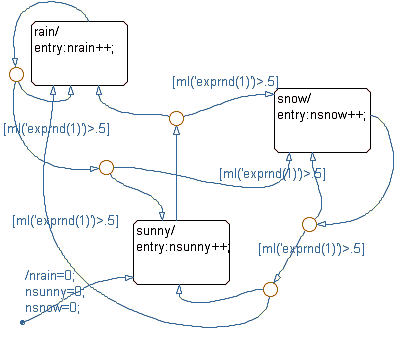 rain/
entry:nrain++;
[ml('exprnd(1)')>.5]
snow/
entry:nsnow++;
[ml('exprnd(1)')>.5]
[ml('exprnd(1)')>.5]
[ml('exprnd(1)')>.5]
sunny/
entry:nsunny++;
[ml('exprnd(1)')>.5]
/nrain=0;
nsunny=0;
nsnow=0;